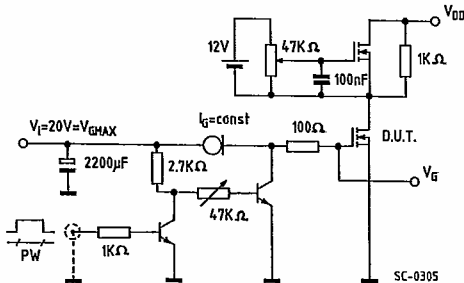 V_DD
12V
47KΩ
100nF
1KΩ
V_I=20V=V_GMAX
I_G=const
100Ω
D.U.T.
2200μF
2.7KΩ
47KΩ
V_G
PW
1KΩ
SC-0305